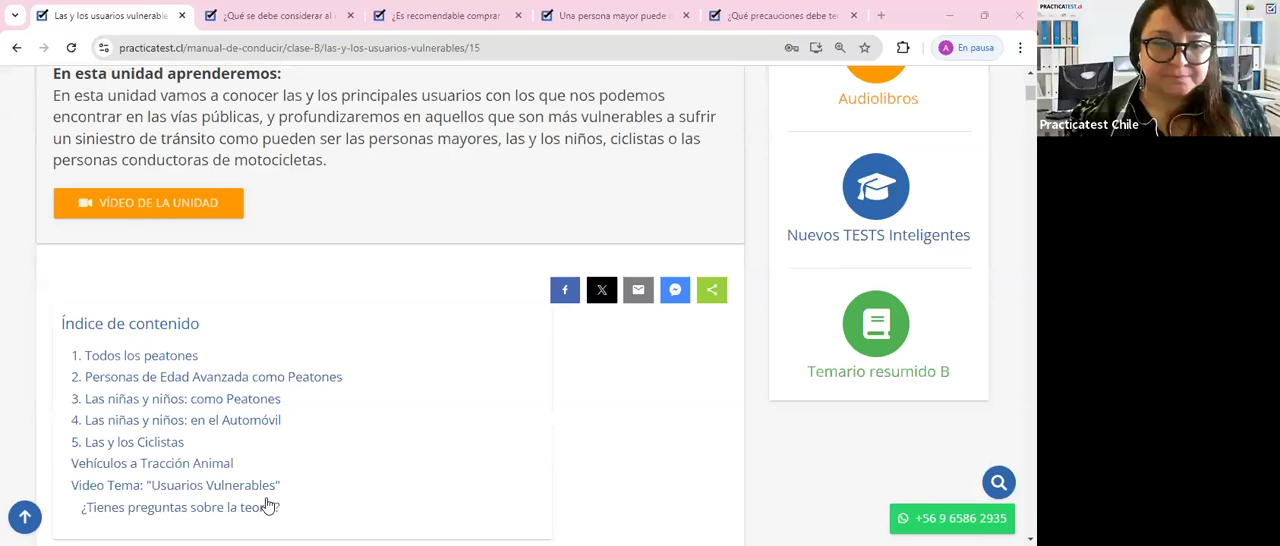 Las y los usuarios vulnerable
¿Qué se debe considerar al c
¿Es recomendable comprar
Una persona mayor puede s
¿Qué precauciones debe ten
practicatest.cl/manual-de-conducir/clase-B/las-y-los-usuarios-vulnerables/15
A
En pausa
PRACTICATEST.cl
Practicatest Chile
En esta unidad aprenderemos:
En esta unidad vamos a conocer las y los principales usuarios con los que nos podemos
encontrar en las vías públicas, y profundizaremos en aquellos que son más vulnerables a sufrir
un siniestro de tránsito como pueden ser las personas mayores, las y los niños, ciclistas o las
personas conductoras de motocicletas.
VÍDEO DE LA UNIDAD
Índice de contenido
1. Todos los peatones
2. Personas de Edad Avanzada como Peatones
3. Las niñas y niños: como Peatones
4. Las niñas y niños: en el Automóvil
5. Las y los Ciclistas
Vehículos a Tracción Animal
Video Tema: "Usuarios Vulnerables"
¿Tienes preguntas sobre la teoría?
Audiolibros
Nuevos TESTS Inteligentes
Temario resumido B
+56 9 6586 2935